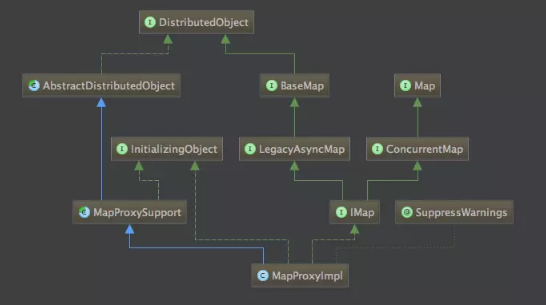 DistributedObject
AbstractDistributedObject
BaseMap
Map
InitializingObject
LegacyAsyncMap
ConcurrentMap
MapProxySupport
IMap
SuppressWarnings
MapProxyImpl